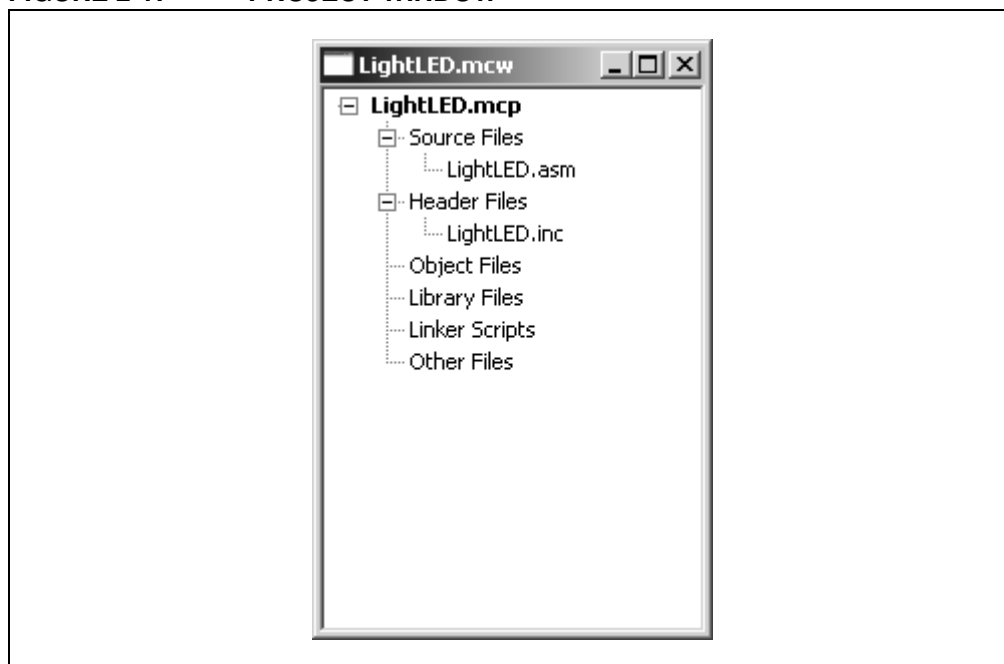 LightLED.mcw
LightLED.mcp
Source Files
LightLED.asm
Header Files
LightLED.inc
Object Files
Library Files
Linker Scripts
Other Files